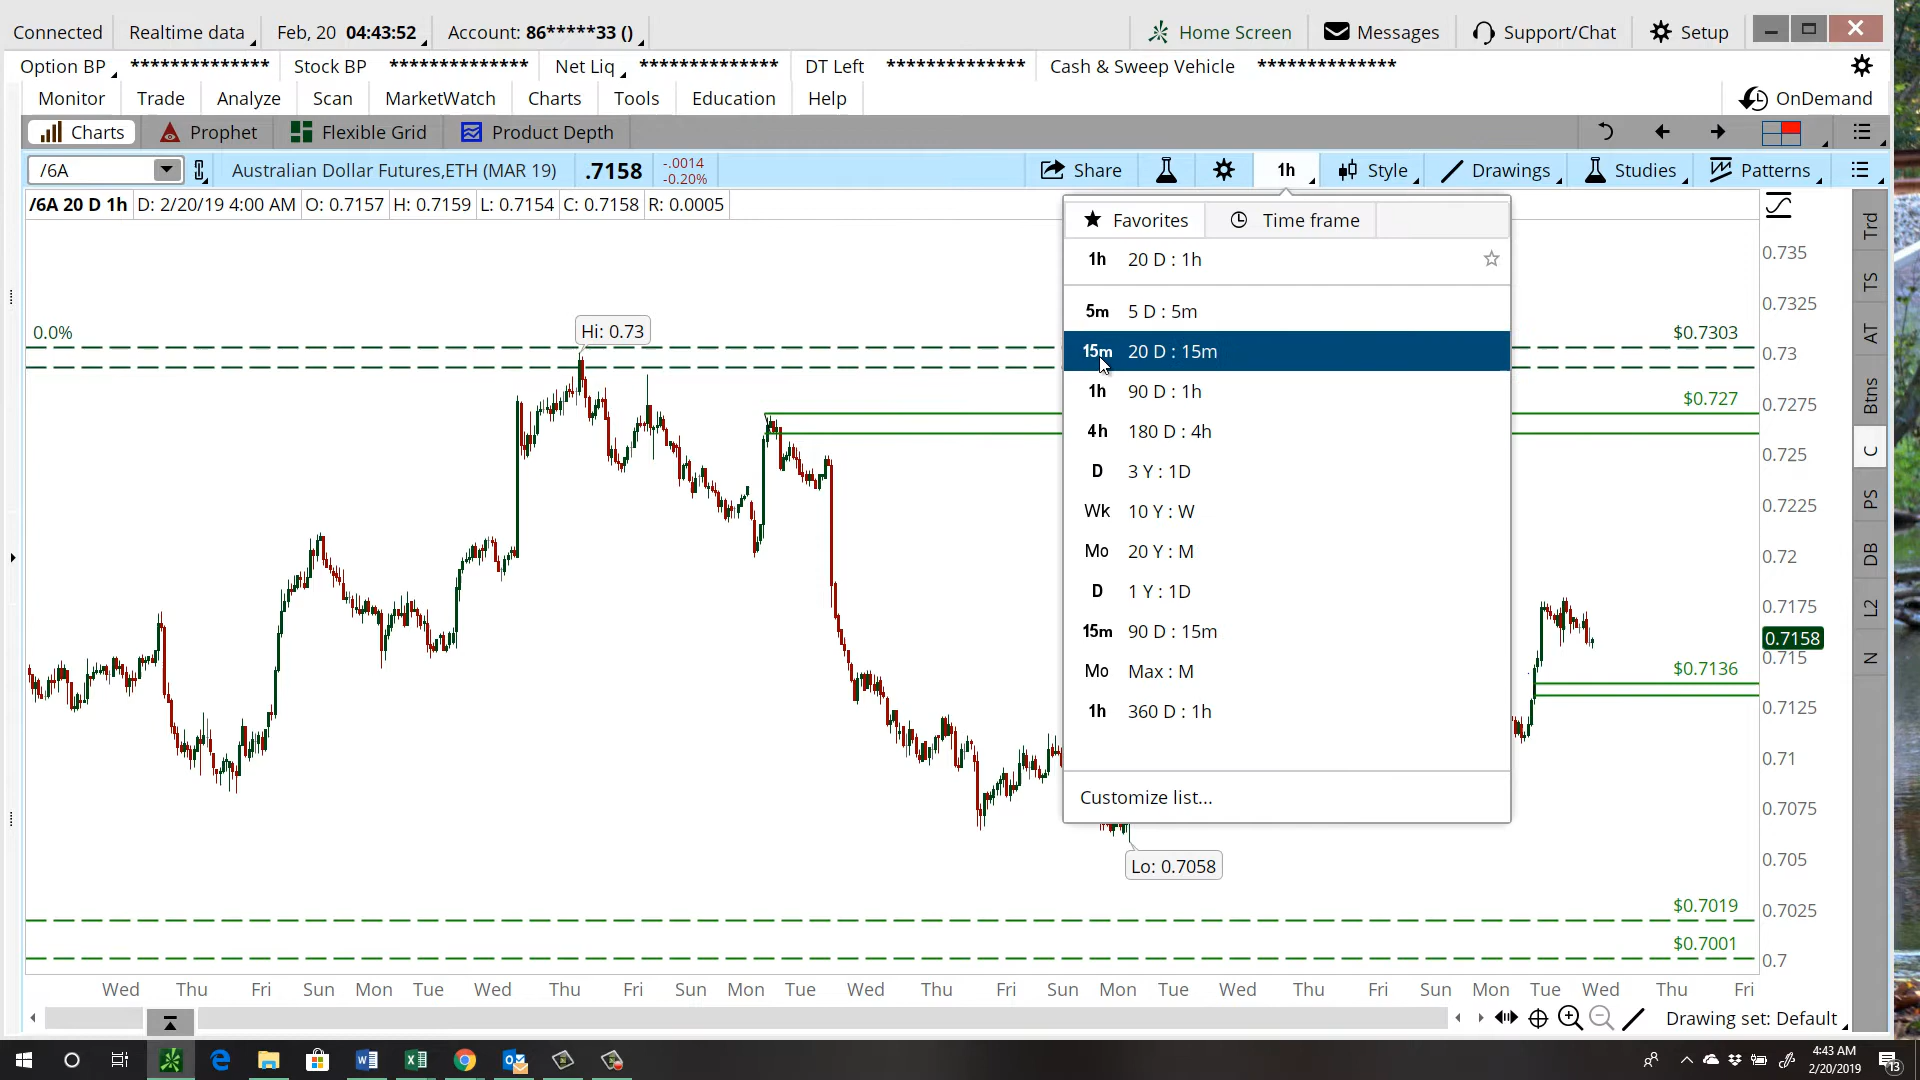 Connected Realtime data Feb, 20 04:43:52 Account: 86*****33 () Home Screen Messages Support/Chat Setup
Option BP ************** Stock BP ************** Net Liq ************** DT Left ************** Cash & Sweep Vehicle **************
Monitor Trade Analyze Scan MarketWatch Charts Tools Education Help OnDemand
Charts Prophet Flexible Grid Product Depth
/6A Australian Dollar Futures,ETH (MAR 19) .7158 -.0014 Share 1h Style Drawings Studies Patterns
-0.20%
/6A 20 D 1h D: 2/20/19 4:00 AM O: 0.7157 H: 0.7159 L: 0.7154 C: 0.7158 R: 0.0005
Favorites Time frame
1h 20 D : 1h
5m 5 D : 5m
15m 20 D : 15m
1h 90 D : 1h
4h 180 D : 4h
D 3 Y : 1D
Wk 10 Y : W
Mo 20 Y : M
D 1 Y : 1D
15m 90 D : 15m
Mo Max : M
1h 360 D : 1h
Customize list...
0.0%
Hi: 0.73
Lo: 0.7058
$0.7303
$0.727
$0.7136
$0.7019
$0.7001
0.735
0.7325
0.73
0.7275
0.725
0.7225
0.72
0.7175
0.7158
0.715
0.7125
0.71
0.7075
0.705
0.7025
0.7
Trd
TS
AT
Btns
C
PS
DB
L2
N
Wed Thu Fri Sun Mon Tue Wed Thu Fri Sun Mon Tue Wed Thu Fri Sun Mon Tue Wed Thu Fri Sun Mon Tue Wed Thu Fri
Drawing set: Default
4:43 AM
2/20/2019
13